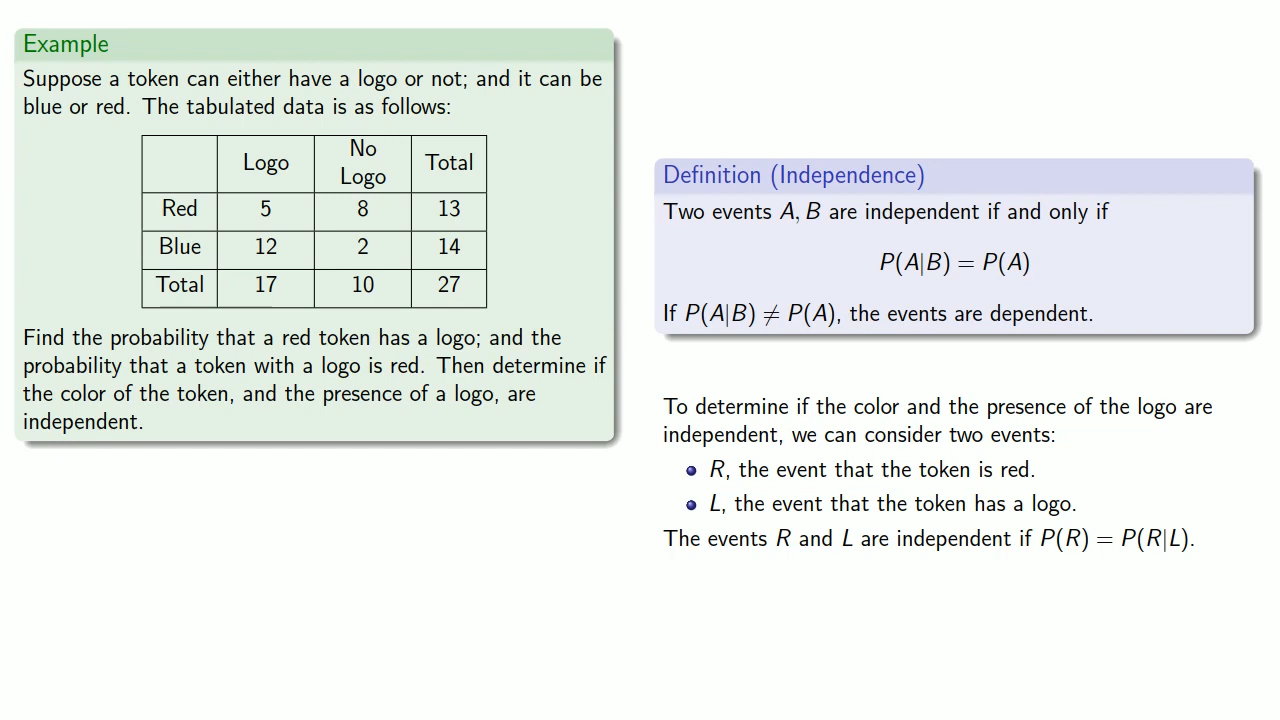 Example
Suppose a token can either have a logo or not; and it can be
blue or red. The tabulated data is as follows:
Logo No Logo Total
Red 5 8 13
Blue 12 2 14
Total 17 10 27
Find the probability that a red token has a logo; and the
probability that a token with a logo is red. Then determine if
the color of the token, and the presence of a logo, are
independent.
Definition (Independence)
Two events A, B are independent if and only if
P(A|B) = P(A)
If P(A|B) ≠ P(A), the events are dependent.
To determine if the color and the presence of the logo are
independent, we can consider two events:
R, the event that the token is red.
L, the event that the token has a logo.
The events R and L are independent if P(R) = P(R|L).